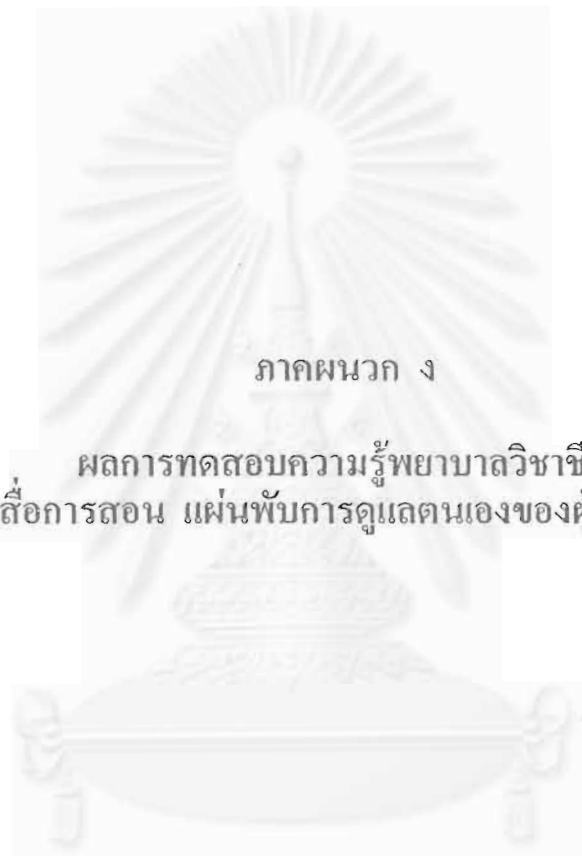 ภาคผนวก ง
ผลการทดสอบความรู้พยาบาลวิชาชี
สื่อการสอน แผ่นพับการดูแลตนเองของ